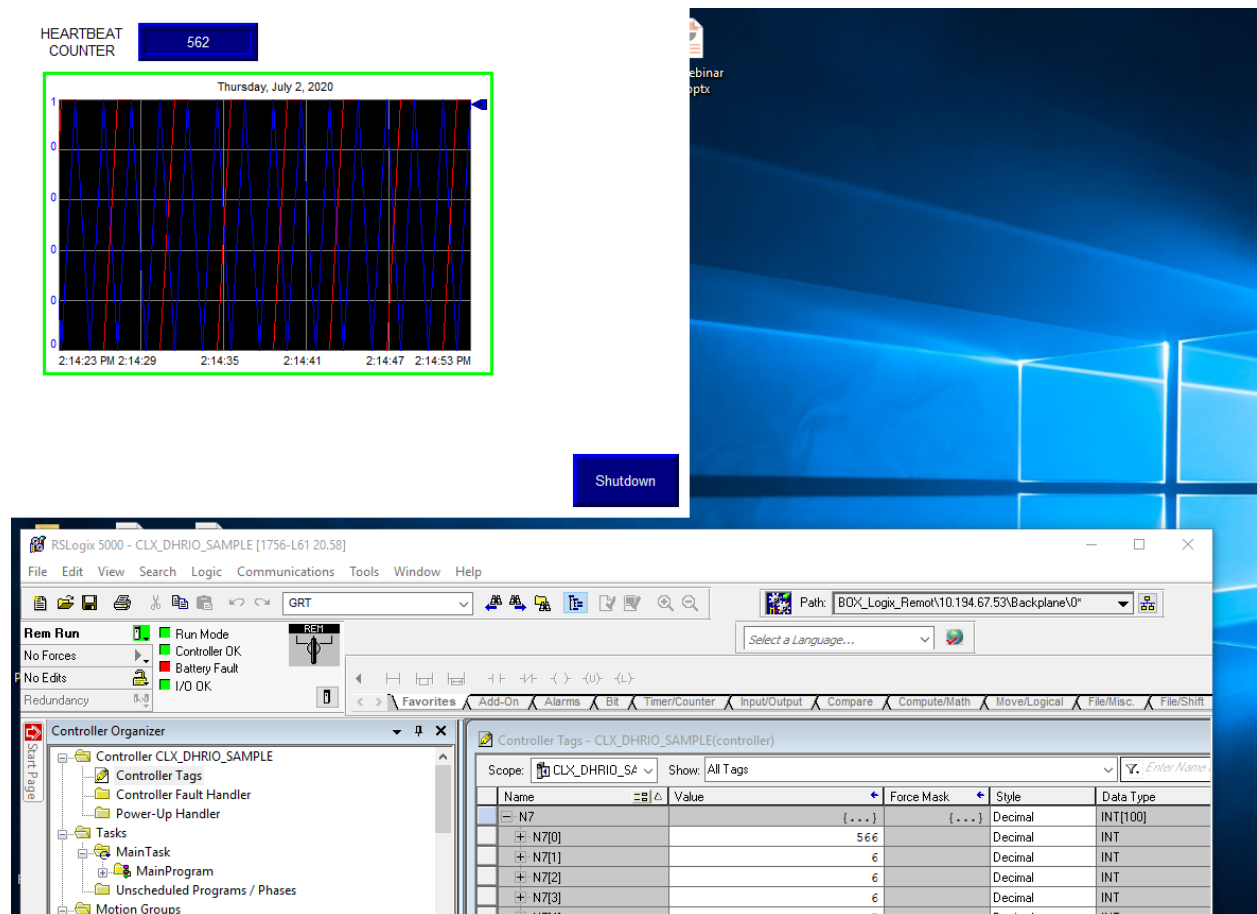 HEARTBEAT
COUNTER
562
Thursday, July 2, 2020
1
0
0
0
0
0
2:14:23 PM 2:14:29 2:14:35 2:14:41 2:14:47 2:14:53 PM
ebinar
pptx
Shutdown
RSLogix 5000 - CLX_DHRIO_SAMPLE [1756-L61 20.58]
File Edit View Search Logic Communications Tools Window Help
GRT
Path: BOX_Logix_Remot\10.194.67.53\Backplane\0*
Rem Run
Run Mode
REM
No Forces
Controller OK
Select a Language...
Battery Fault
No Edits
I/O OK
Redundancy
Favorites Add-On Alarms Bit Timer/Counter Input/Output Compare Compute/Math Move/Logical File/Misc. File/Shift
Start Page
Controller Organizer
Controller CLX_DHRIO_SAMPLE
Controller Tags
Controller Fault Handler
Power-Up Handler
Tasks
MainTask
MainProgram
Unscheduled Programs / Phases
Motion Groups
Controller Tags - CLX_DHRIO_SAMPLE(controller)
Scope: CLX_DHRIO_SA Show: All Tags Enter Name
Name Value Force Mask Style Data Type
N7 {...} {...} Decimal INT[100]
N7[0] 566 Decimal INT
N7[1] 6 Decimal INT
N7[2] 6 Decimal INT
N7[3] 6 Decimal INT